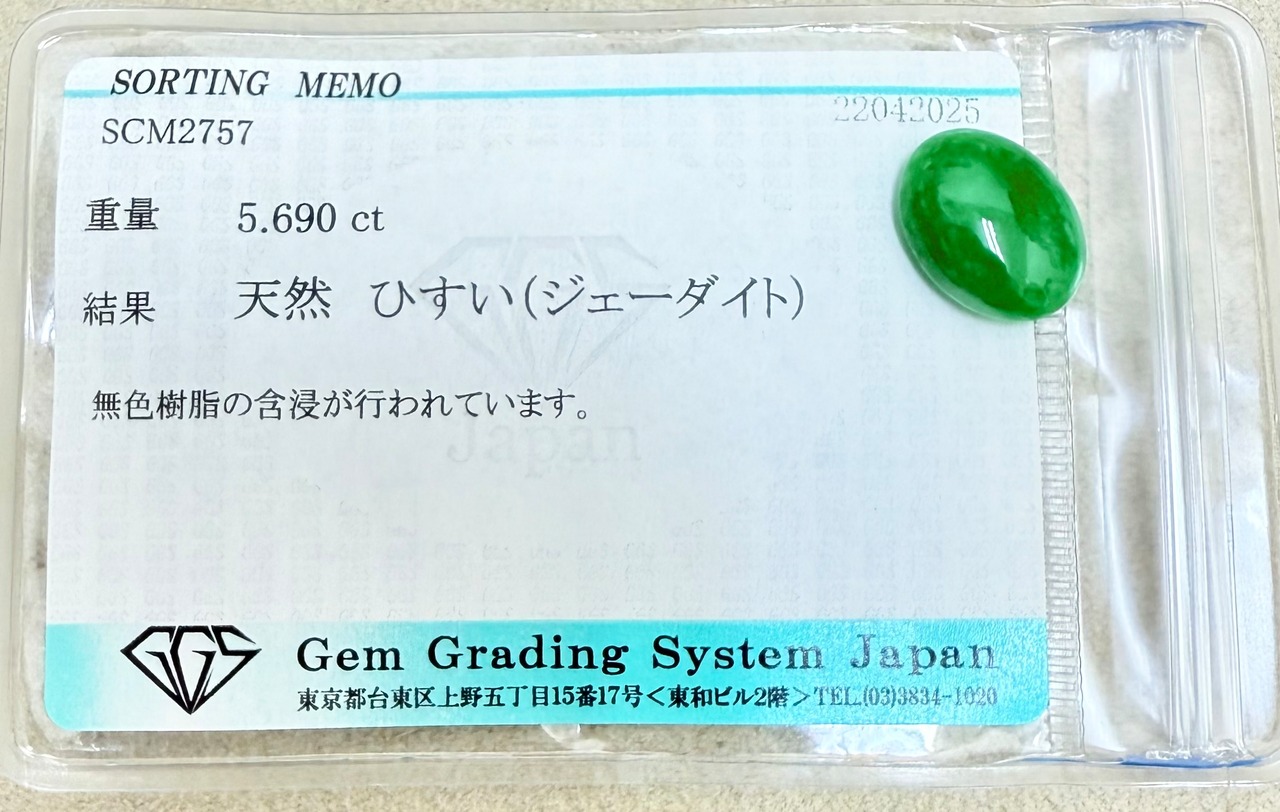 SORTING MEMO
22042025
SCM2757
重量 5.690 ct
結果 天然 ひすい(ジェーダイト)
無色樹脂の含浸が行われています。
Japan
GGS
Gem Grading System Japan
東京都台東区上野五丁目15番17号<東和ビル2階>TEL.(03)3834-1020